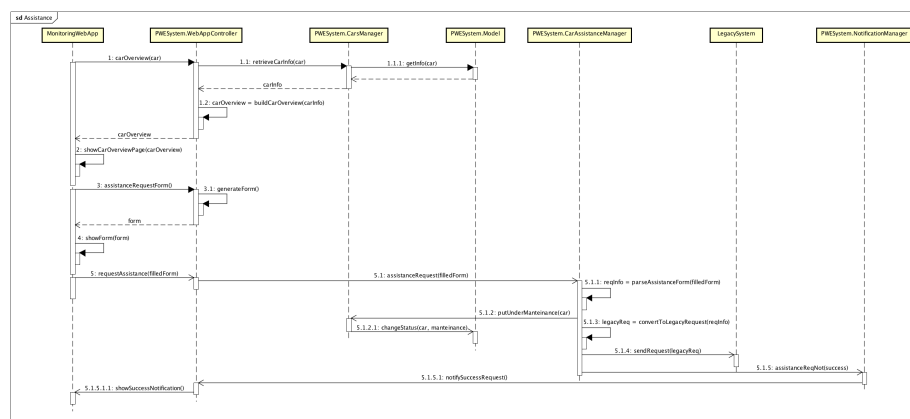 sd Assistance
MonitoringWebApp
PWESystem.WebAppController
PWESystem.CarsManager
PWESystem.Model
PWESystem.CarAssistanceManager
LegacySystem
PWESystem.NotificationManager
1: carOverview(car)
1.1: retrieveCarInfo(car)
1.1.1: getInfo(car)
carInfo
1.2: carOverview = buildCarOverview(carInfo)
carOverview
2: showCarOverviewPage(carOverview)
3: assistanceRequestForm()
3.1: generateForm()
form
4: showForm(form)
5: requestAssistance(filledForm)
5.1: assistanceRequest(filledForm)
5.1.1: reqInfo = parseAssistanceForm(filledForm)
5.1.2: putUnderManteinance(car)
5.1.2.1: changeStatus(car, manteinance)
5.1.3: legacyReq = convertToLegacyRequest(reqInfo)
5.1.4: sendRequest(legacyReq)
5.1.5: assistanceReqNot(success)
5.1.5.1: notifySuccessRequest()
5.1.5.1.1: showSuccessNotification()